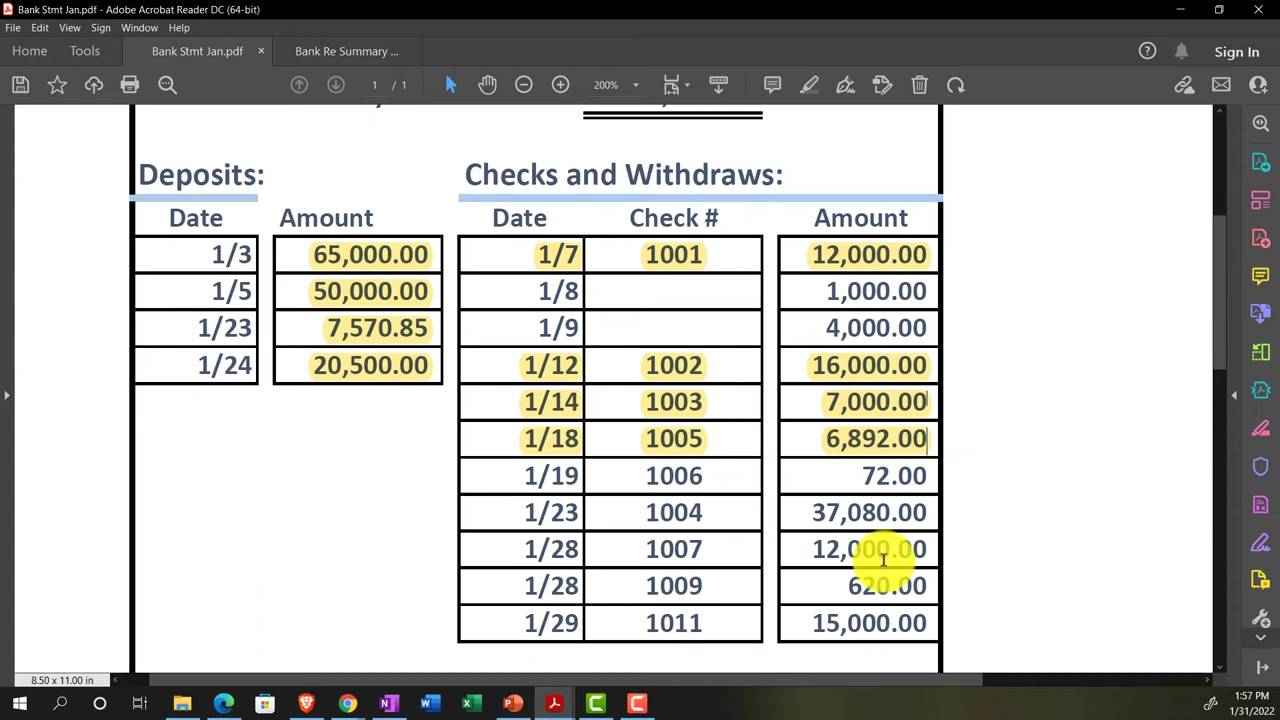 Bank Stmt Jan.pdf - Adobe Acrobat Reader DC (64-bit)
File Edit View Sign Window Help
Home Tools Bank Stmt Jan.pdf × Bank Re Summary ... Sign In
1 / 1 200%
Deposits: Checks and Withdraws:
Date Amount Date Check # Amount
1/3 65,000.00 1/7 1001 12,000.00
1/5 50,000.00 1/8 1,000.00
1/23 7,570.85 1/9 4,000.00
1/24 20,500.00 1/12 1002 16,000.00
1/14 1003 7,000.00
1/18 1005 6,892.00
1/19 1006 72.00
1/23 1004 37,080.00
1/28 1007 12,000.00
1/28 1009 620.00
1/29 1011 15,000.00
8.50 x 11.00 in
1:57 PM
1/31/2022